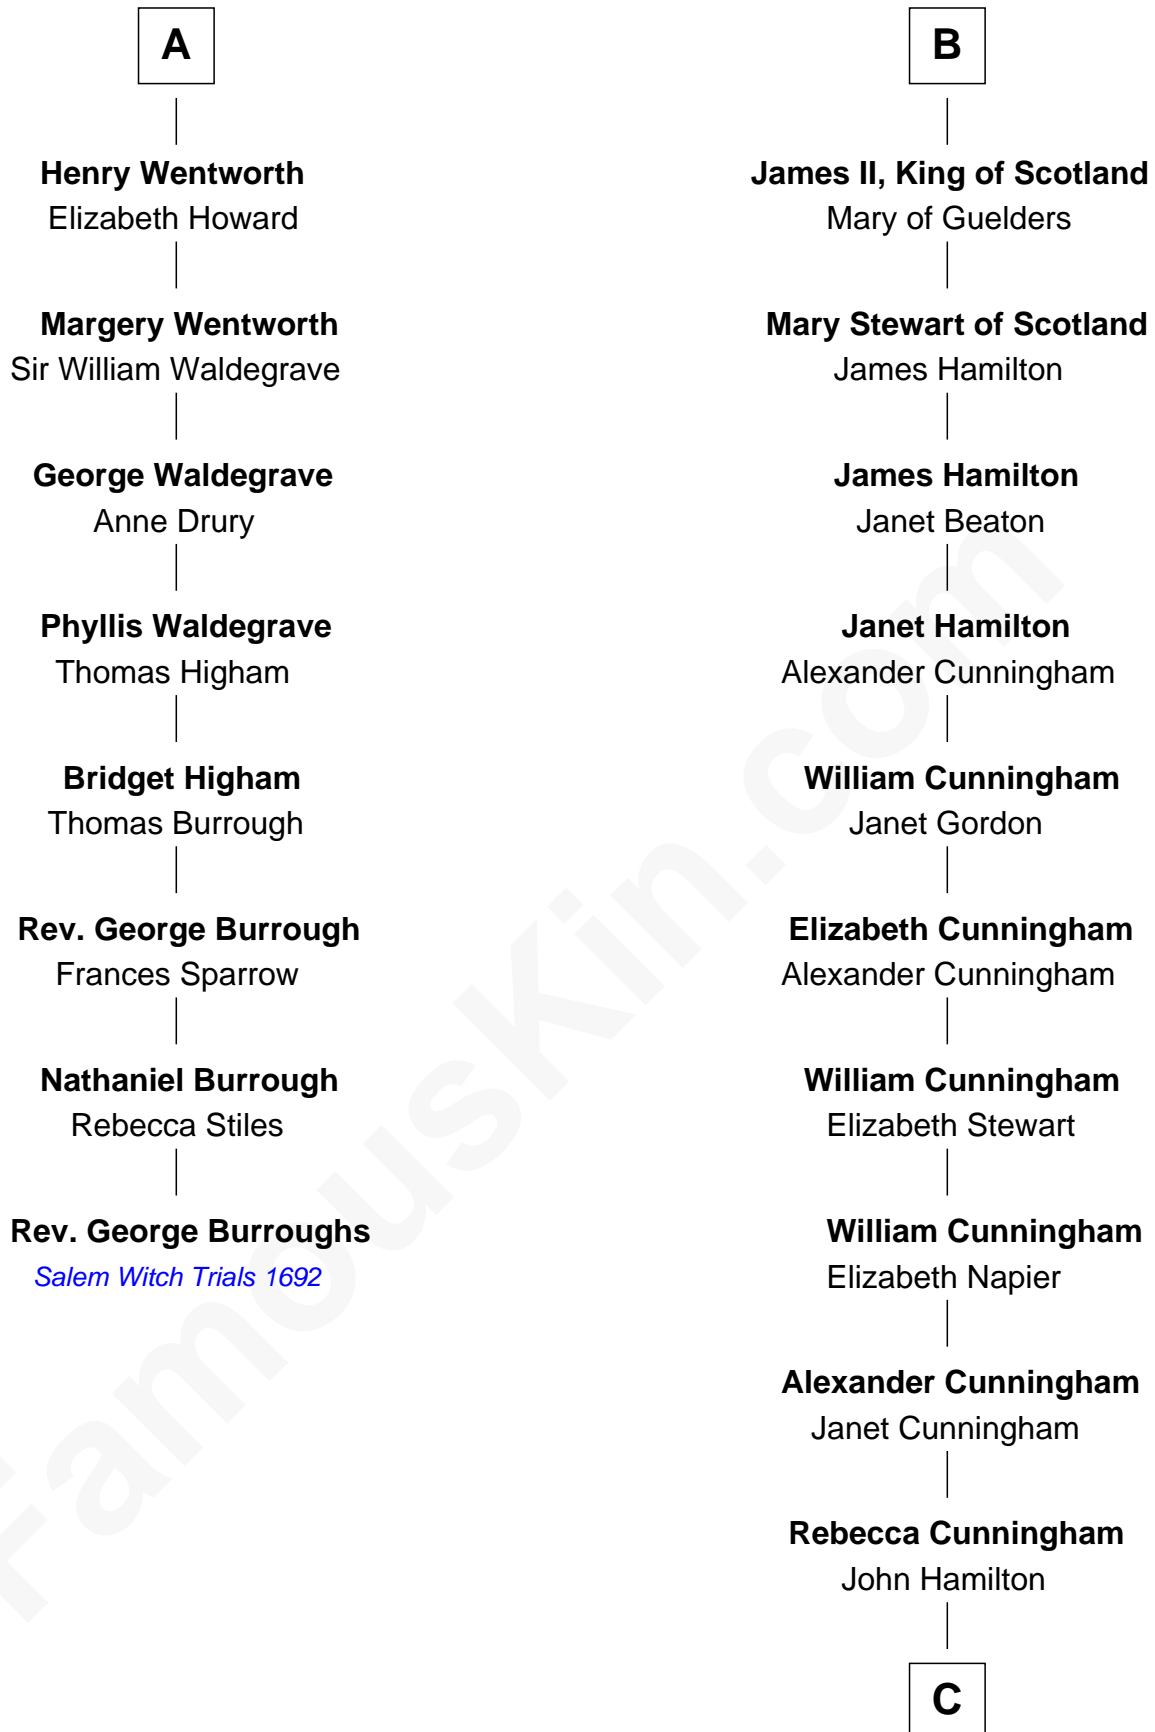 A
Henry Wentworth
Elizabeth Howard
Margery Wentworth
Sir William Waldegrave
George Waldegrave
Anne Drury
Phyllis Waldegrave
Thomas Higham
Bridget Higham
Thomas Burrough
Rev. George Burrough
Frances Sparrow
Nathaniel Burrough
Rebecca Stiles
Rev. George Burroughs
Salem Witch Trials 1692
B
James II, King of Scotland
Mary of Guelders
Mary Stewart of Scotland
James Hamilton
James Hamilton
Janet Beaton
Janet Hamilton
Alexander Cunningham
William Cunningham
Janet Gordon
Elizabeth Cunningham
Alexander Cunningham
William Cunningham
Elizabeth Stewart
William Cunningham
Elizabeth Napier
Alexander Cunningham
Janet Cunningham
Rebecca Cunningham
John Hamilton
C
FamousKin.com